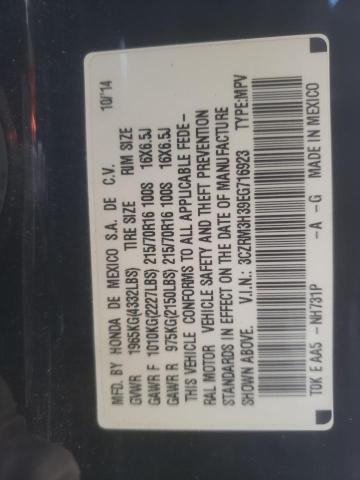 MFD. BY HONDA DE MEXICO S.A. DE C.V. 10/'14
GVWR 1965KG(4332LBS) TIRE SIZE RIM SIZE
GAWR F 1010KG(2227LBS) 215/70R16 100S 16X6.5J
GAWR R 975KG(2150LBS) 215/70R16 100S 16X6.5J
THIS VEHICLE CONFORMS TO ALL APPLICABLE FEDE-
RAL MOTOR VEHICLE SAFETY AND THEFT PREVENTION
STANDARDS IN EFFECT ON THE DATE OF MANUFACTURE
SHOWN ABOVE. V.I.N.: 3CZRM3H39EG716923 TYPE:MPV
T0K E AA5- NH731P -A -G MADE IN MEXICO